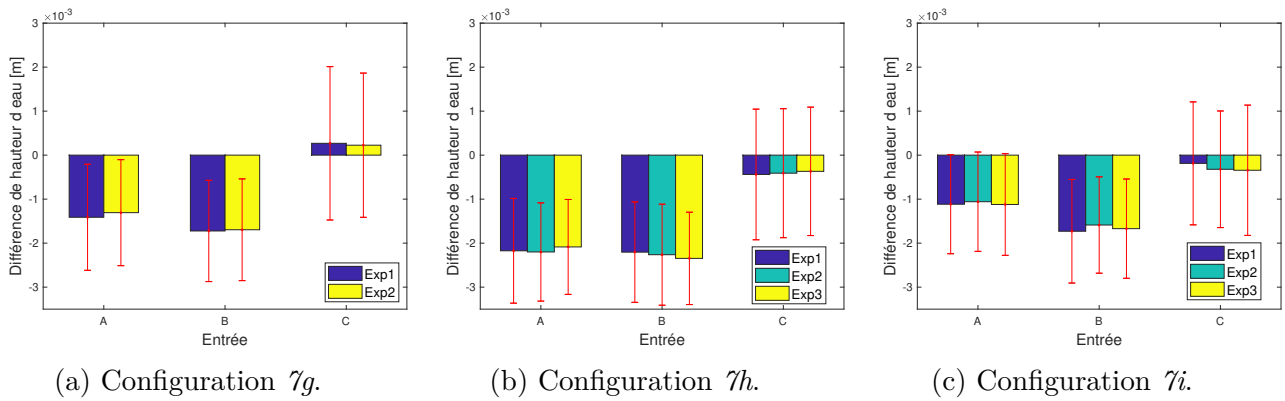 ×10⁻³
3
2
1
0
-1
-2
-3
Différence de hauteur d eau [m]
A B C
Entrée
Exp1
Exp2
(a) Configuration 7g.
×10⁻³
3
2
1
0
-1
-2
-3
Différence de hauteur d eau [m]
A B C
Entrée
Exp1
Exp2
Exp3
(b) Configuration 7h.
×10⁻³
3
2
1
0
-1
-2
-3
Différence de hauteur d eau [m]
A B C
Entrée
Exp1
Exp2
Exp3
(c) Configuration 7i.